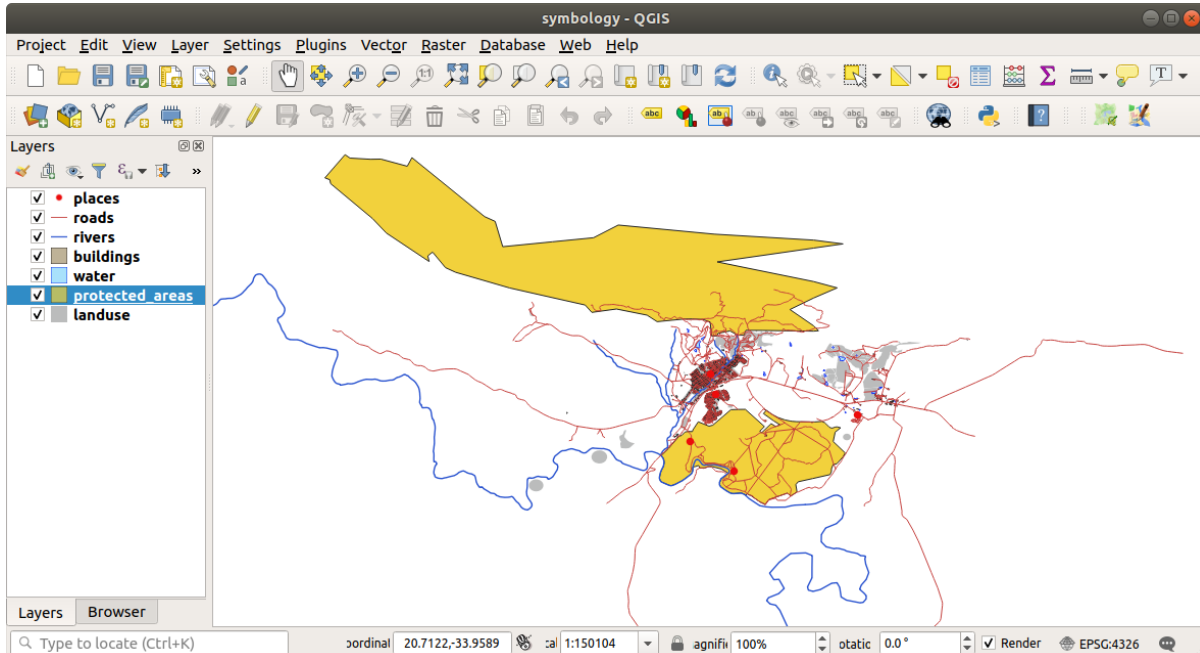 symbology - QGIS
Project Edit View Layer Settings Plugins Vector Raster Database Web Help
Layers
places
roads
rivers
buildings
water
protected_areas
landuse
Layers Browser
Type to locate (Ctrl+K) oordinat 20.7122,-33.9589 cal 1:150104 agnifi 100% otatic 0.0 ° Render EPSG:4326